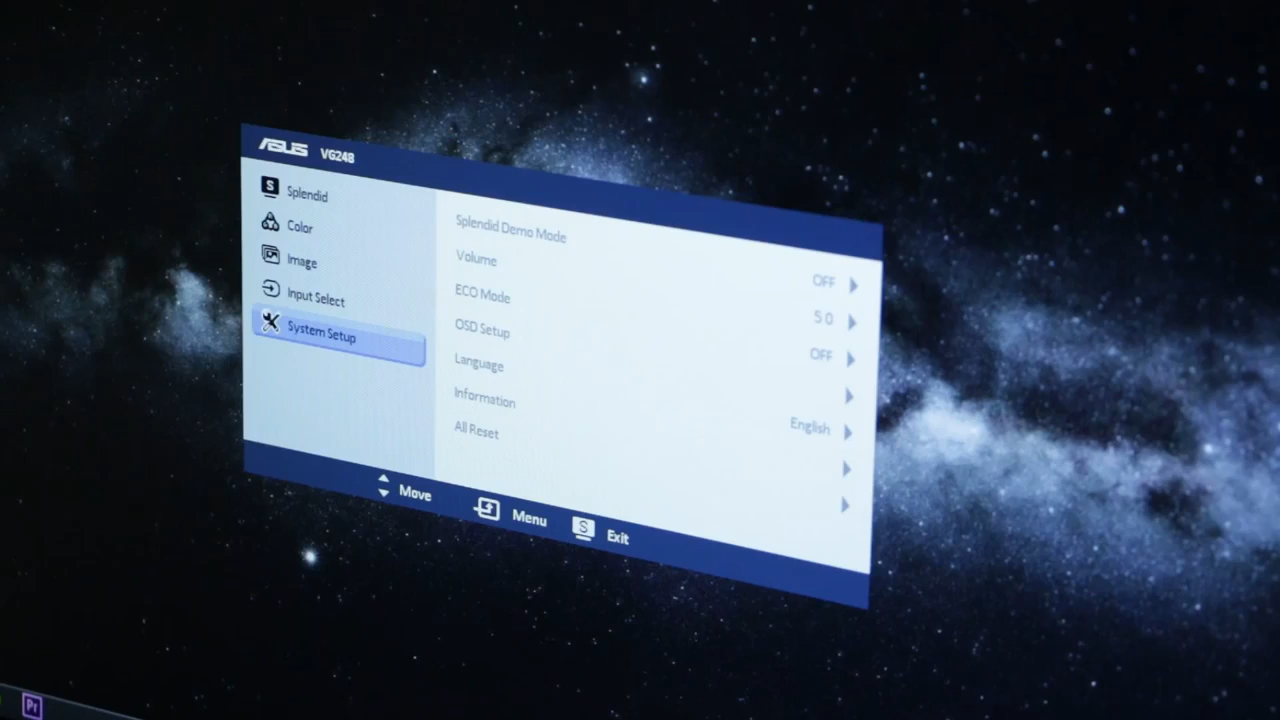 ASUS VG248
Splendid
Color
Image
Input Select
System Setup
Splendid Demo Mode OFF
Volume 50
ECO Mode OFF
OSD Setup
Language English
Information
All Reset
Move Menu S Exit
Pr